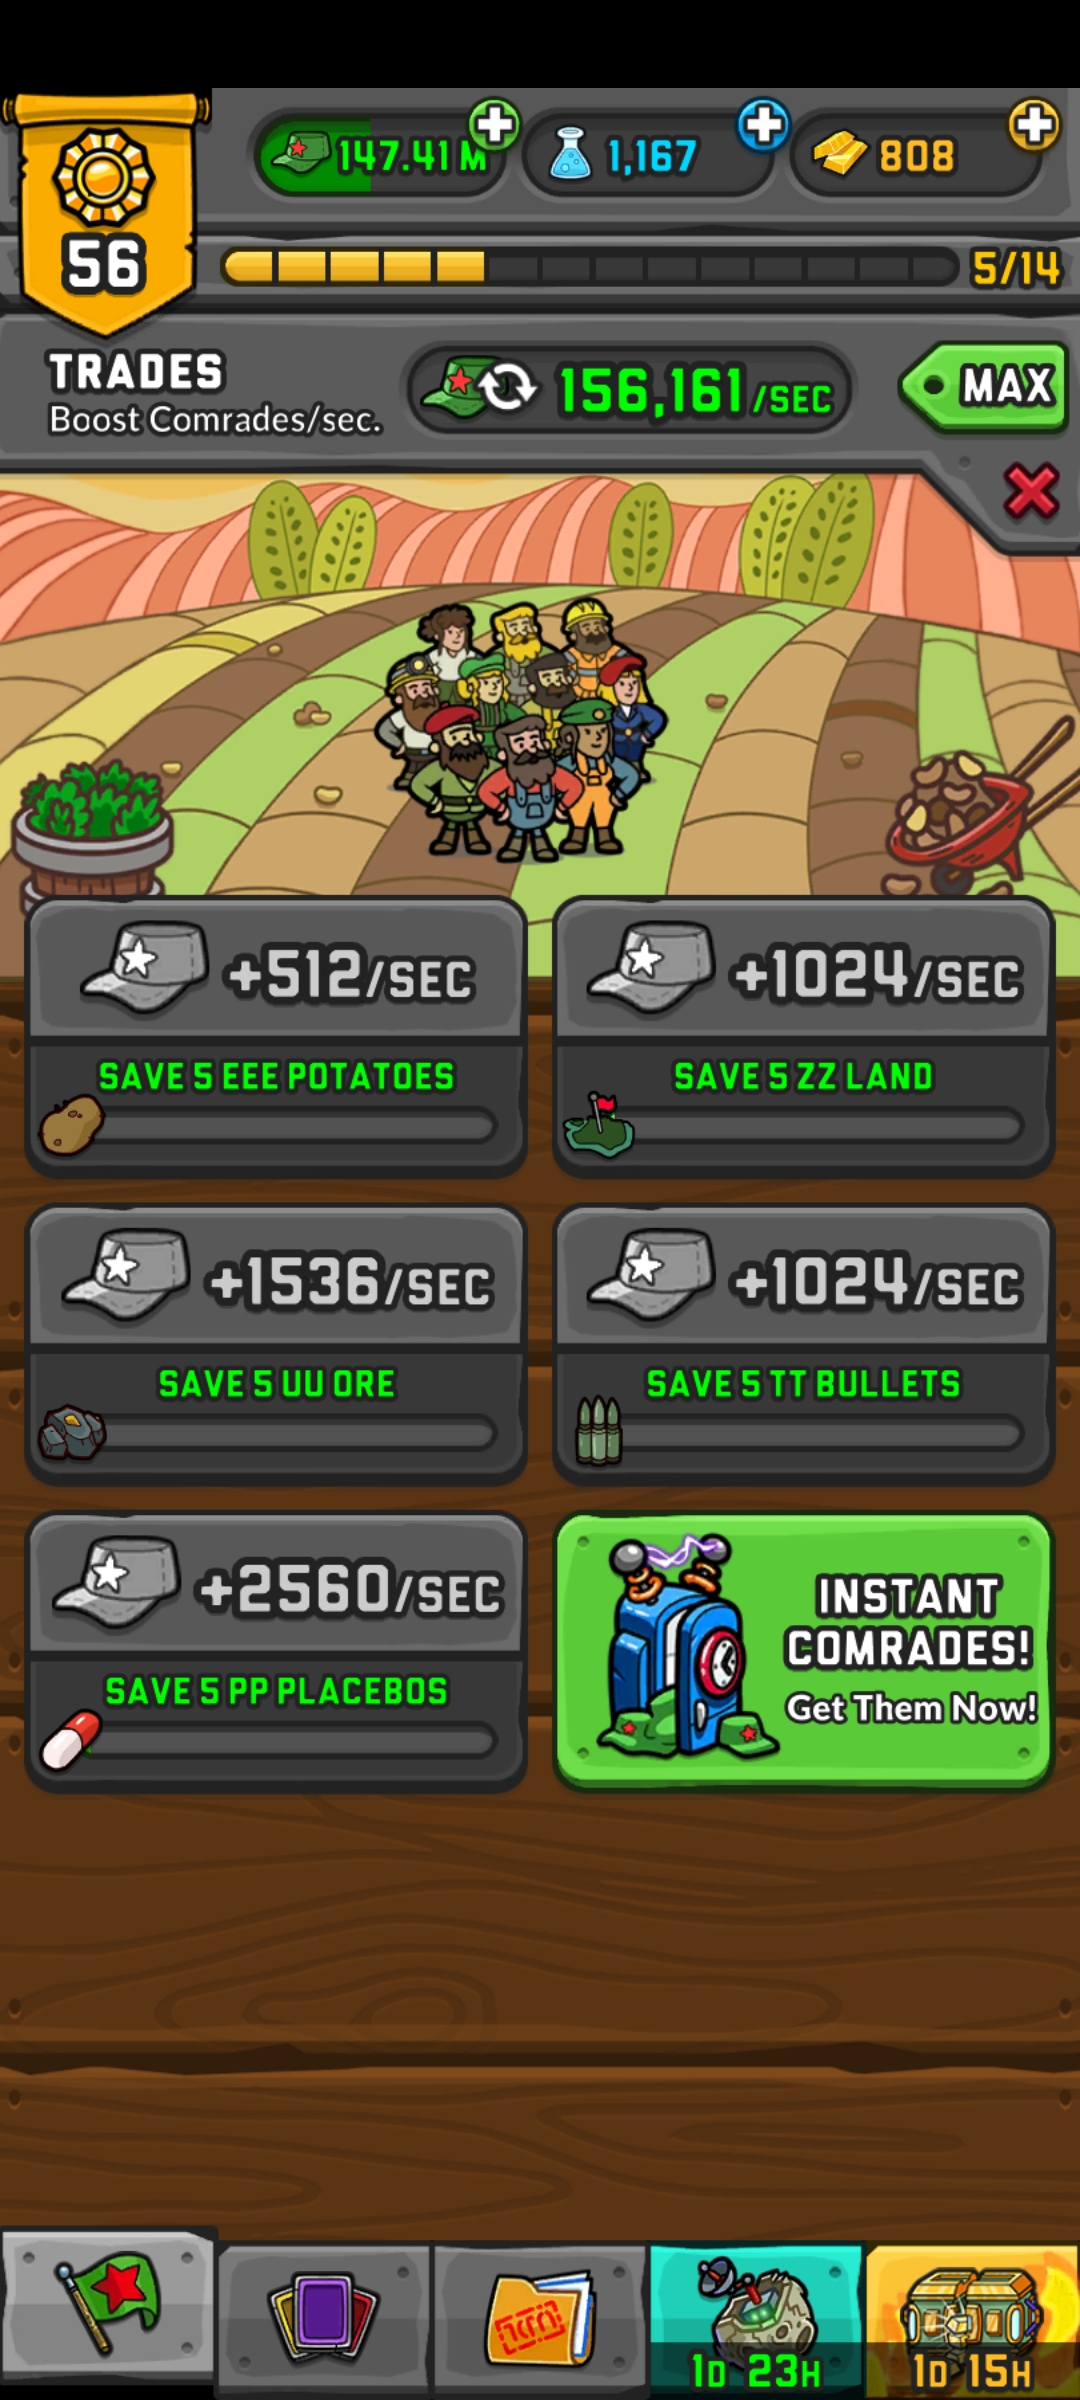 147.41 M
1,167
808
56
5/14
TRADES
Boost Comrades/sec.
156,161/SEC
MAX
+512/SEC
SAVE 5 EEE POTATOES
+1024/SEC
SAVE 5 ZZ LAND
+1536/SEC
SAVE 5 UU ORE
+1024/SEC
SAVE 5 TT BULLETS
+2560/SEC
SAVE 5 PP PLACEBOS
INSTANT
COMRADES!
Get Them Now!
1D 23H
1D 15H